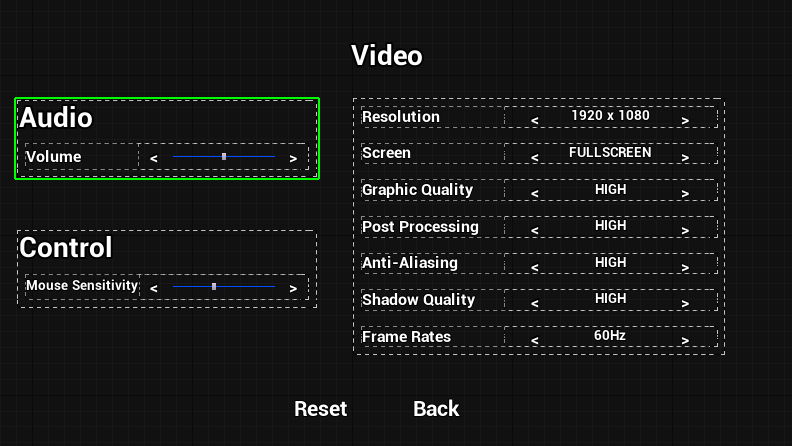 Video
Audio
Volume < >
Control
Mouse Sensitivity < >
Resolution < 1920 x 1080 >
Screen < FULLSCREEN >
Graphic Quality < HIGH >
Post Processing < HIGH >
Anti-Aliasing < HIGH >
Shadow Quality < HIGH >
Frame Rates < 60Hz >
Reset Back